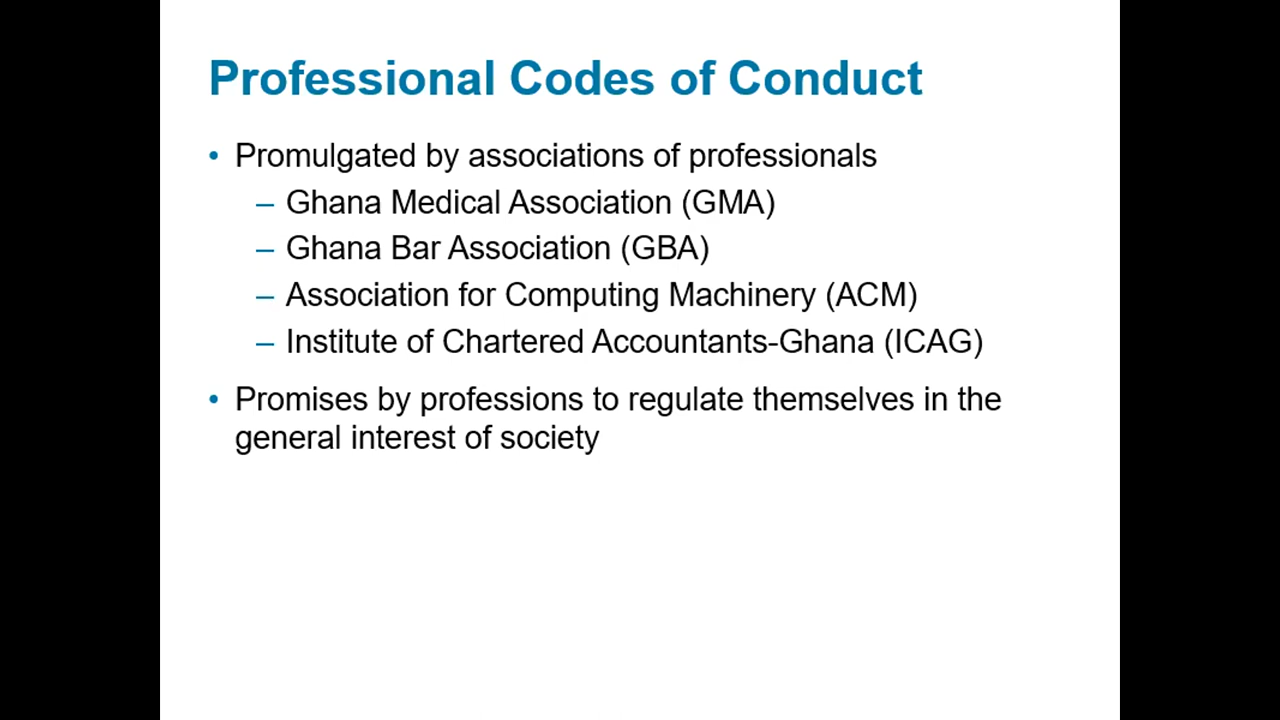 Professional Codes of Conduct
• Promulgated by associations of professionals
– Ghana Medical Association (GMA)
– Ghana Bar Association (GBA)
– Association for Computing Machinery (ACM)
– Institute of Chartered Accountants-Ghana (ICAG)
• Promises by professions to regulate themselves in the
general interest of society